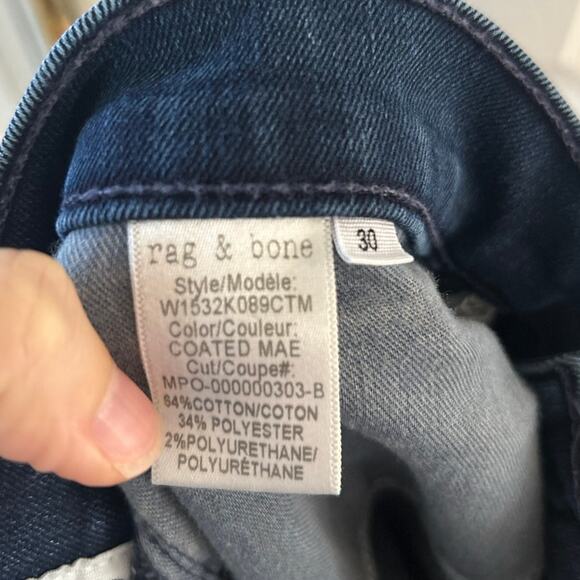 rag & bone
30
Style/Modèle:
W1532K089CTM
Color/Couleur:
COATED MAE
Cut/Coupe#:
MPO-000000303-B
64%COTTON/COTON
34% POLYESTER
2%POLYURETHANE/
POLYURÉTHANE